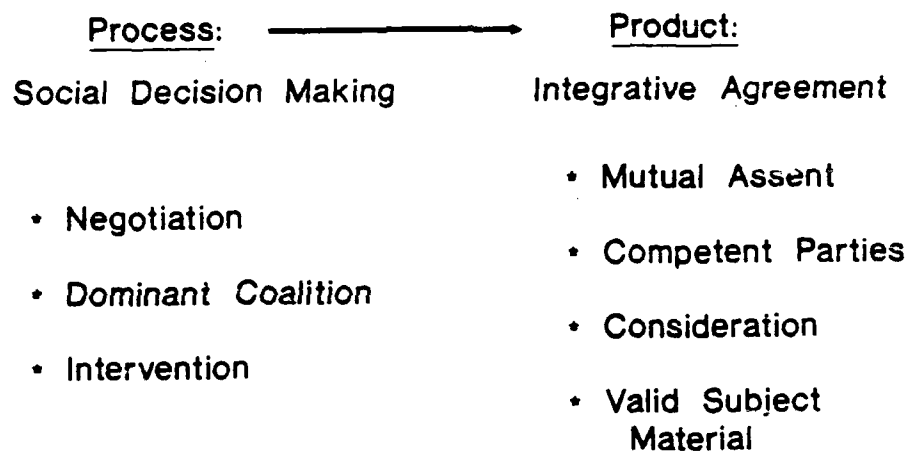 Process:
Social Decision Making
* Negotiation
* Dominant Coalition
* Intervention
Product:
Integrative Agreement
* Mutual Assent
* Competent Parties
* Consideration
* Valid Subject
Material